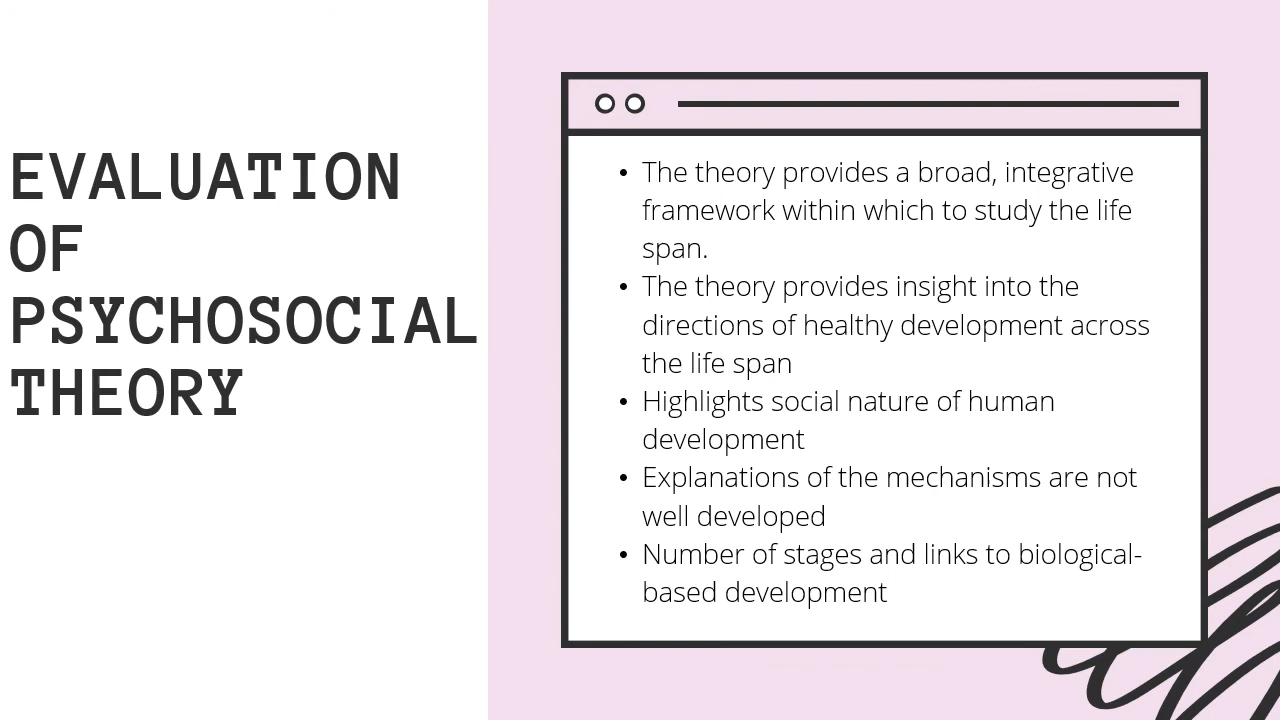 EVALUATION
OF
PSYCHOSOCIAL
THEORY
• The theory provides a broad, integrative
framework within which to study the life
span.
• The theory provides insight into the
directions of healthy development across
the life span
• Highlights social nature of human
development
• Explanations of the mechanisms are not
well developed
• Number of stages and links to biological-
based development